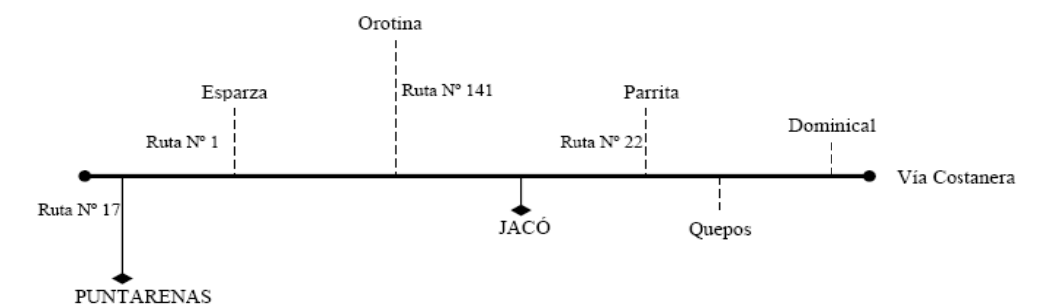 Orotina
Esparza
Ruta Nº 141
Parrita
Ruta Nº 1
Ruta Nº 22
Dominical
Vía Costanera
Ruta Nº 17
JACÓ
Quepos
PUNTARENAS